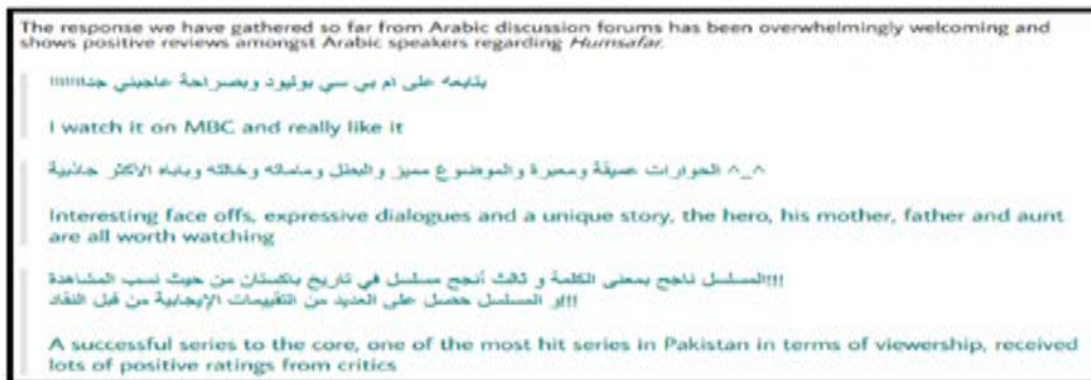 The response we have gathered so far from Arabic discussion forums has been overwhelmingly welcoming and
shows positive reviews amongst Arabic speakers regarding Humsafar.
بتابعه على ام بي سي بوليود وبصراحة عاجبني جدا!!!!!!!
I watch it on MBC and really like it
^_^ الحوارات عميقة ومعبرة والموضوع مميز والبطل ومامته وخالته وباباه الأكثر جاذبية
Interesting face offs, expressive dialogues and a unique story, the hero, his mother, father and aunt
are all worth watching
!!!المسلسل ناجح بمعنى الكلمة و ثالث أنجح مسلسل في تاريخ باكستان من حيث نسب المشاهدة
!!!و المسلسل حصل على العديد من التقييمات الإيجابية من قبل النقاد
A successful series to the core, one of the most hit series in Pakistan in terms of viewership, received
lots of positive ratings from critics